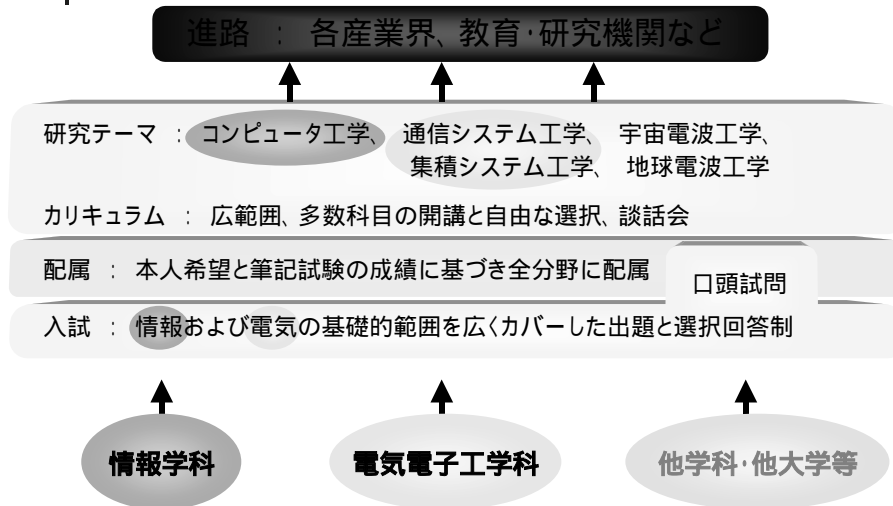 進路 : 各産業界、教育・研究機関など
研究テーマ : コンピュータ工学、 通信システム工学、 宇宙電波工学、
集積システム工学、 地球電波工学
カリキュラム : 広範囲、多数科目の開講と自由な選択、談話会
配属 : 本人希望と筆記試験の成績に基づき全分野に配属
口頭試問
入試 : 情報および電気の基礎的範囲を広くカバーした出題と選択回答制
情報学科 電気電子工学科 他学科・他大学等